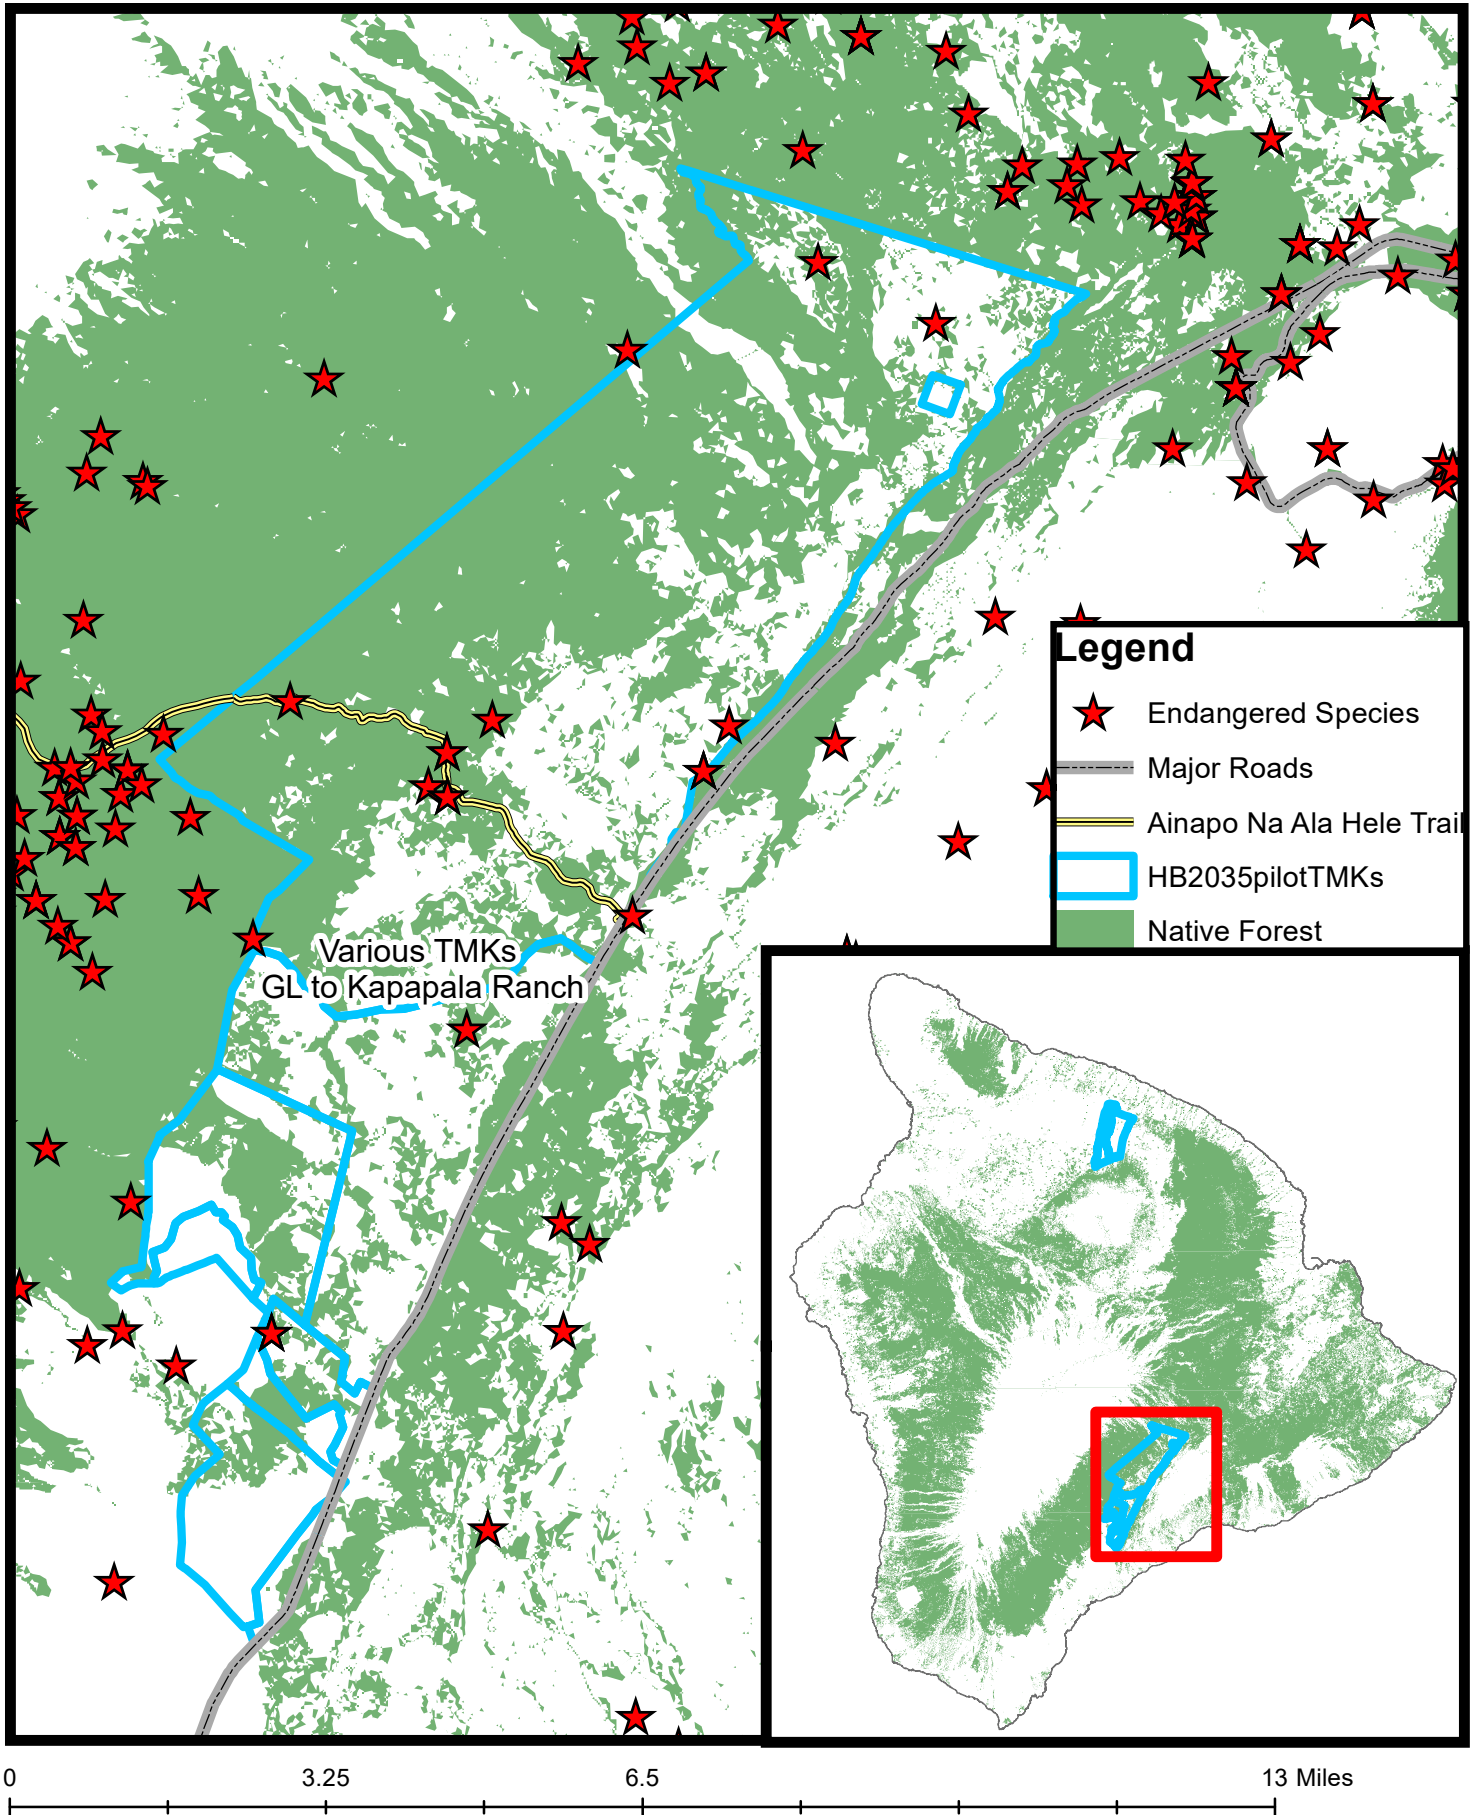 Legend
Endangered Species
Major Roads
Ainapo Na Ala Hele Trail
HB2035pilotTMKs
Native Forest
Various TMKs
GL to Kapapala Ranch
0 3.25 6.5 13 Miles